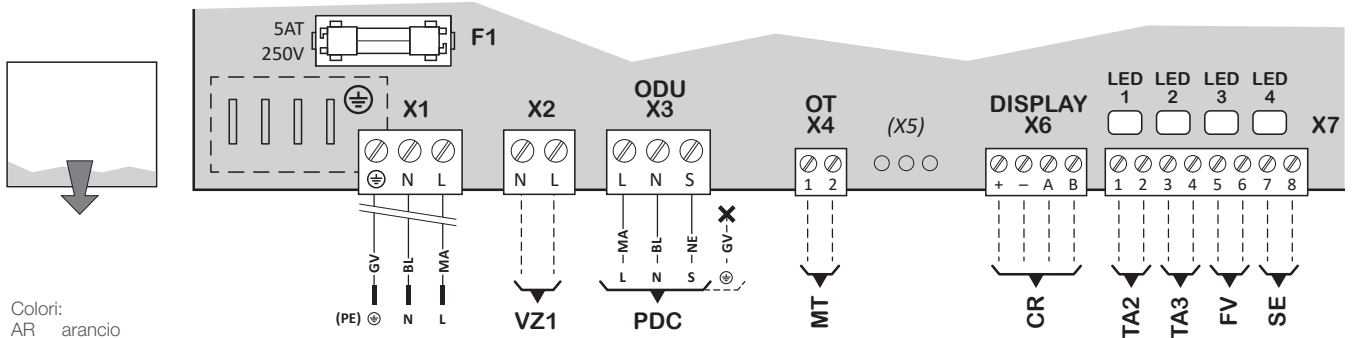 5AT
250V
F1
X1
X2
ODU
X3
OT
X4
(X5)
DISPLAY
X6
LED
1
LED
2
LED
3
LED
4
X7
N L
N L
L N S
1 2
+ – A B
1 2 3 4 5 6 7 8
GV
BL
MA
MA
BL
NE
GV
(PE) N L
L N S
VZ1
PDC
MT
CR
TA2
TA3
FV
SE
Colori:
AR arancio